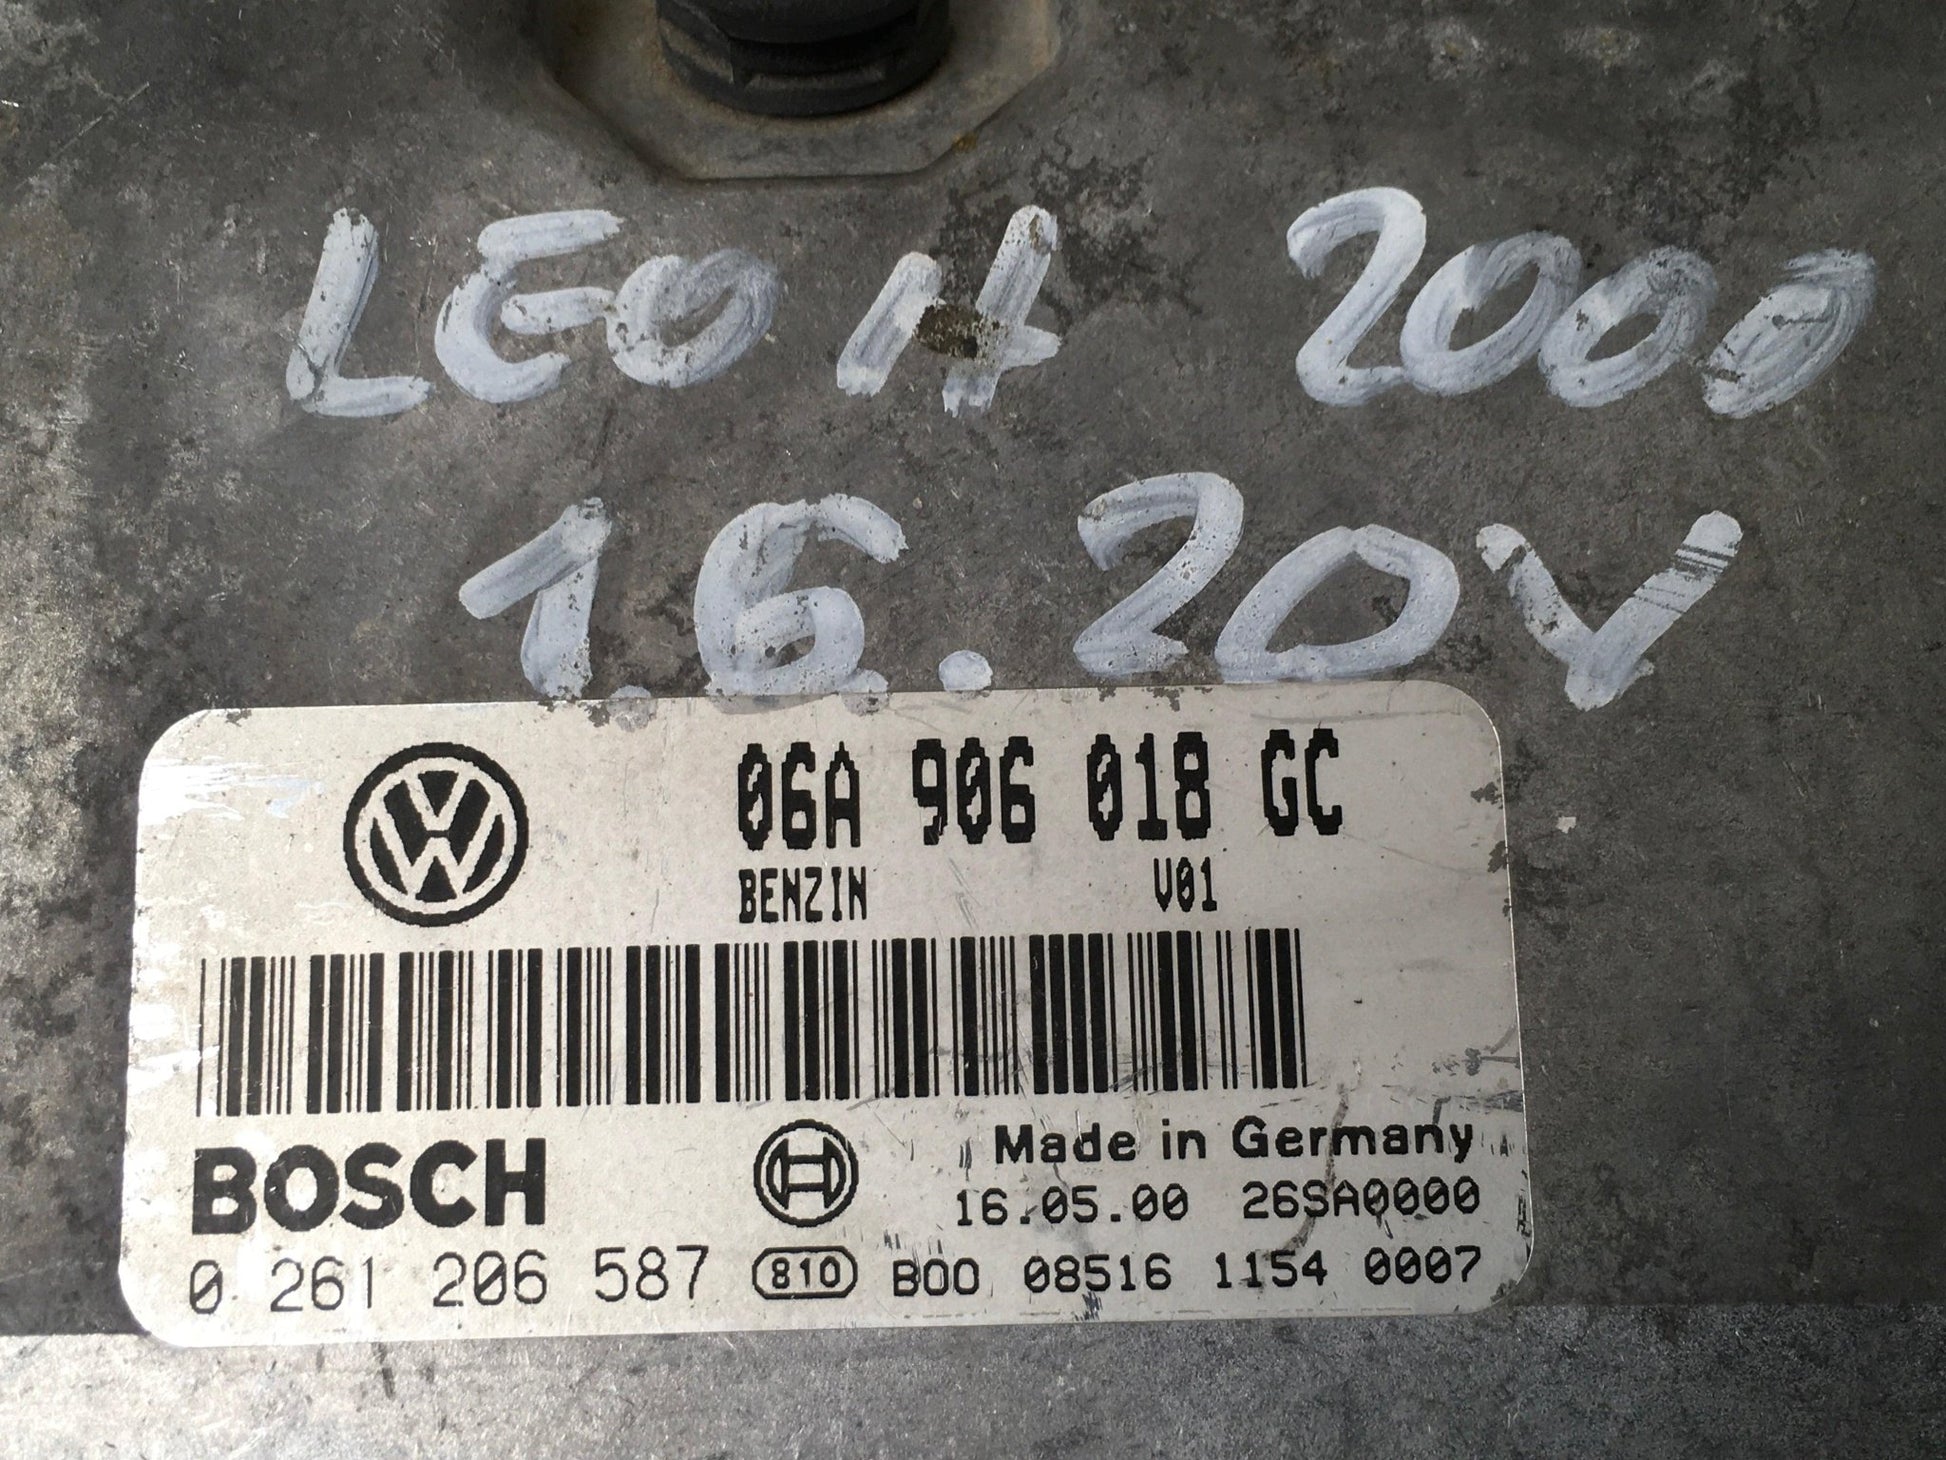 LEON 2000
1.6.20V
06A 906 018 GC
BENZIN V01
BOSCH Made in Germany
16.05.00 26SA0000
0 261 206 587 810 B00 08516 1154 0007